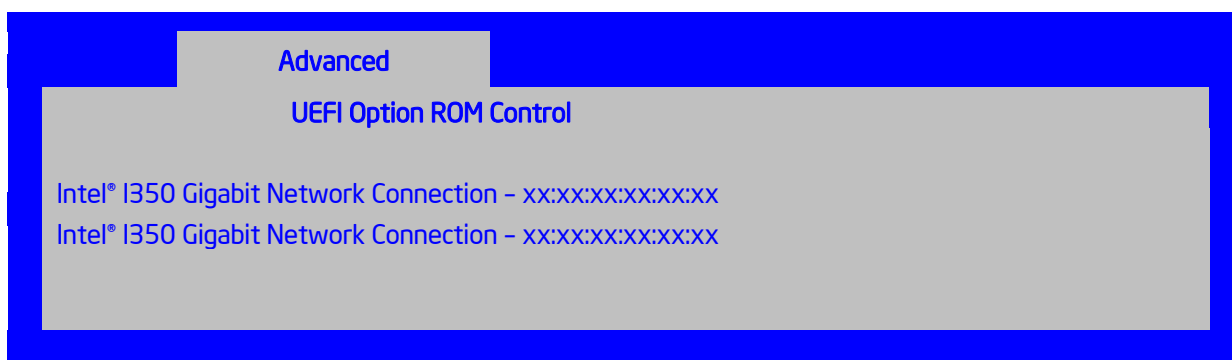 Advanced
UEFI Option ROM Control
Intel® I350 Gigabit Network Connection – xx:xx:xx:xx:xx:xx
Intel® I350 Gigabit Network Connection – xx:xx:xx:xx:xx:xx